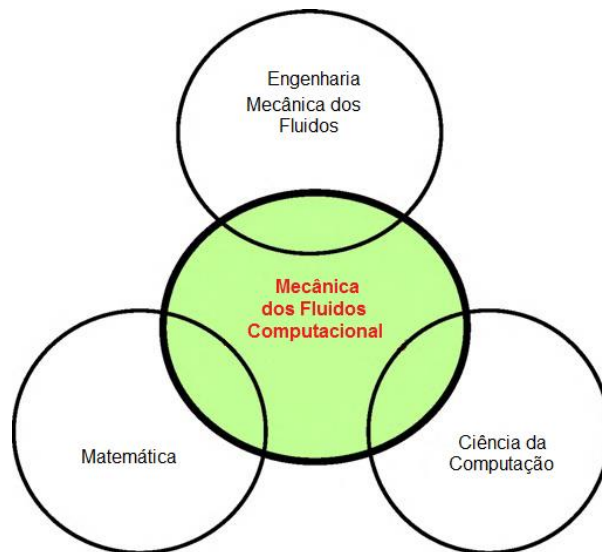 Engenharia
Mecânica dos
Fluidos
Mecânica
dos Fluidos
Computacional
Matemática
Ciência da
Computação